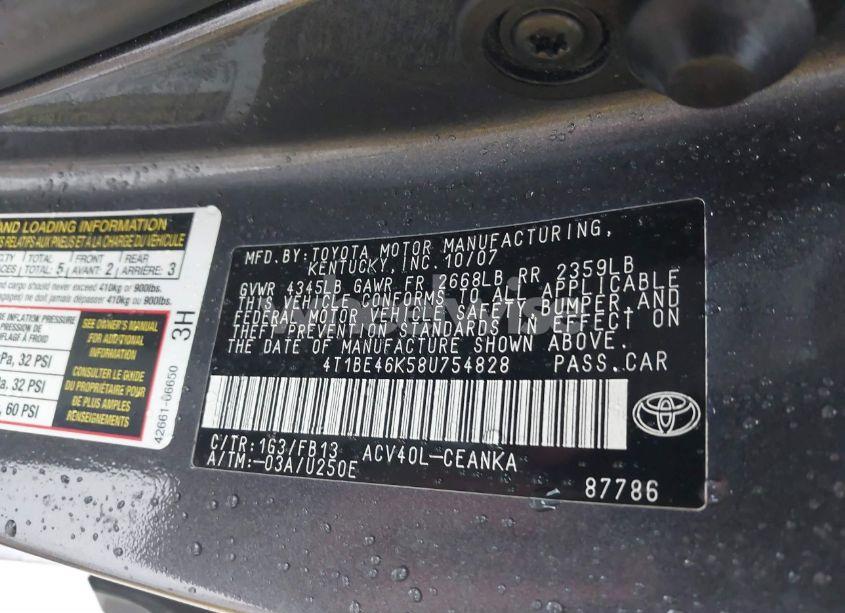 AND LOADING INFORMATION
RELATIFS AUX PNEUS ET A LA CHARGE DU VÉHICULE
TOTAL 5 FRONT 2 REAR 3
TOTAL: AVANT: ARRIÈRE:
and cargo should never exceed 410kg or 900lbs.
ne doit jamais dépasser 410kg ou 900lbs.
INFLATION PRESSURE
À FROID
, 32 PSI
, 32 PSI
, 60 PSI
SEE OWNER'S MANUAL
FOR ADDITIONAL
INFORMATION
CONSULTER LE GUIDE
DU PROPRIÉTAIRE
POUR DE PLUS AMPLES
RENSEIGNEMENTS
3H
42661-06650
MFD.BY:TOYOTA MOTOR MANUFACTURING,
KENTUCKY,INC.10/07
GVWR 4345LB GAWR FR 2668LB RR 2359LB
THIS VEHICLE CONFORMS TO ALL APPLICABLE
FEDERAL MOTOR VEHICLE SAFETY,BUMPER,AND
THEFT PREVENTION STANDARDS IN EFFECT ON
THE DATE OF MANUFACTURE SHOWN ABOVE.
4T1BE46K58U754828 PASS.CAR
C/TR:1G3/FB13 ACV40L-CEANKA
A/TM:-03A/U250E
87786